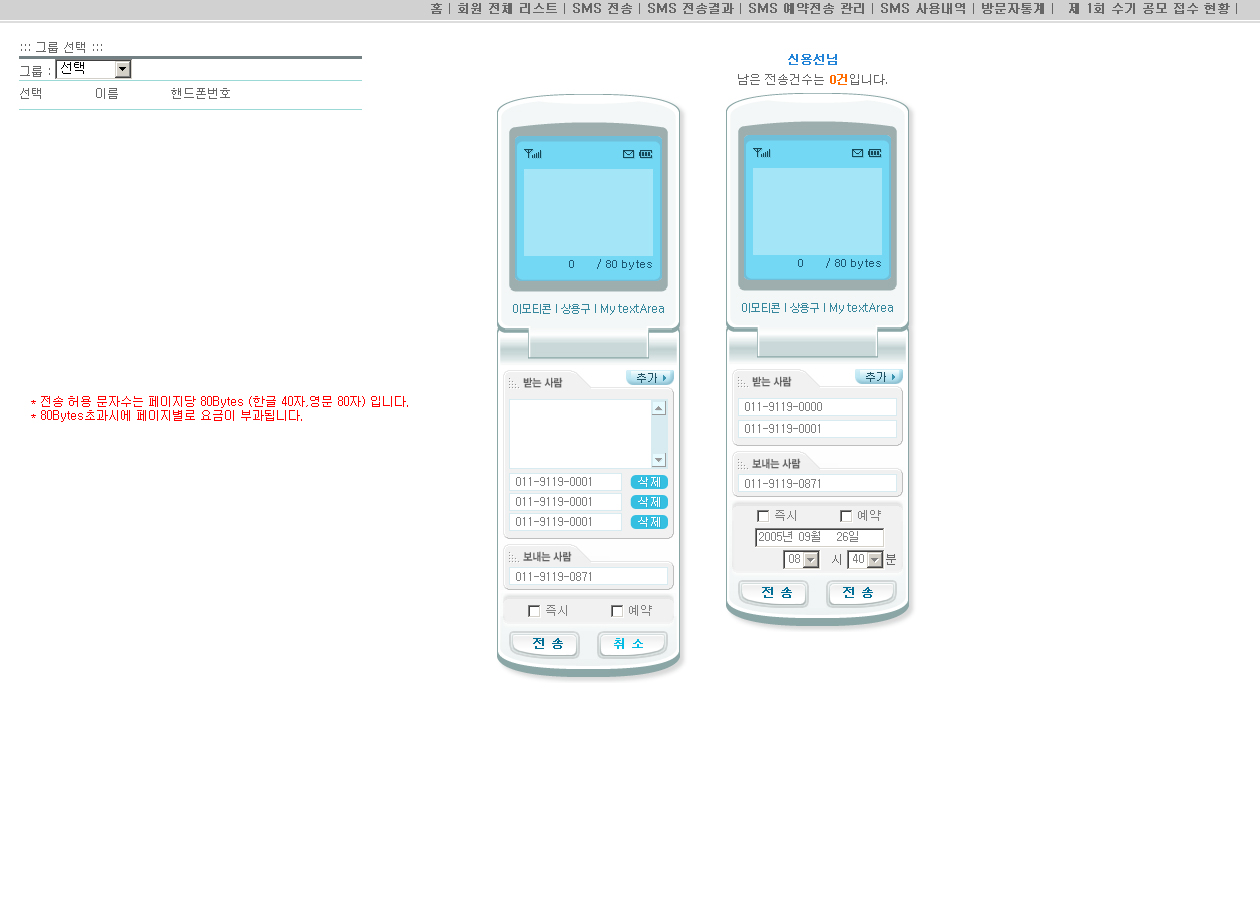 홈 | 회원 전체 리스트 | SMS 전송 | SMS 전송결과 | SMS 예약전송 관리 | SMS 사용내역 | 방문자통계 | 제 1회 수기 공모 접수 현황 |
::: 그룹 선택 :::
그룹 : 선택
선택 이름 핸드폰번호
* 전송 허용 문자수는 페이지당 80Bytes (한글 40자,영문 80자) 입니다.
* 80Bytes초과시에 페이지별로 요금이 부과됩니다.
0 / 80 bytes
이모티콘 | 상용구 | My textArea
받는 사람 추가
011-9119-0001 삭제
011-9119-0001 삭제
011-9119-0001 삭제
보내는 사람
011-9119-0871
즉시 예약
전 송 취 소
신용선님
남은 전송건수는 0건입니다.
0 / 80 bytes
이모티콘 | 상용구 | My textArea
받는 사람 추가
011-9119-0000
011-9119-0001
보내는 사람
011-9119-0871
즉시 예약
2005년 09월 26일
08 시 40 분
전 송 전 송